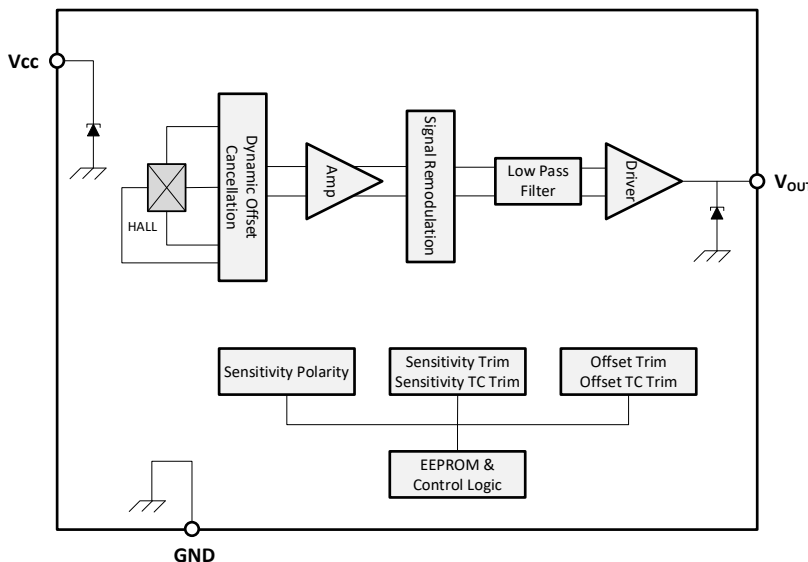 Vcc
HALL
Dynamic Offset
Cancellation
Amp
Signal Remodulation
Low Pass
Filter
Driver
VOUT
Sensitivity Polarity
Sensitivity Trim
Sensitivity TC Trim
Offset Trim
Offset TC Trim
EEPROM &
Control Logic
GND